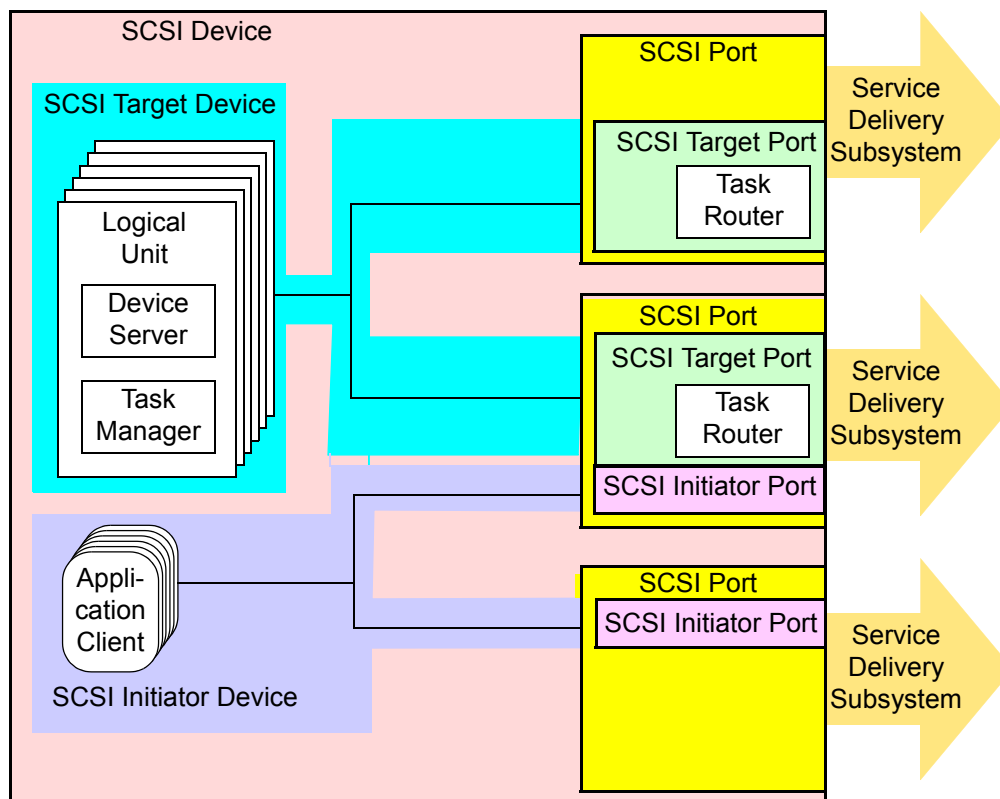 SCSI Device
SCSI Target Device
Logical
Unit
Device
Server
Task
Manager
Appli-
cation
Client
SCSI Initiator Device
SCSI Port
SCSI Target Port
Task
Router
SCSI Port
SCSI Target Port
Task
Router
SCSI Initiator Port
SCSI Port
SCSI Initiator Port
Service
Delivery
Subsystem
Service
Delivery
Subsystem
Service
Delivery
Subsystem